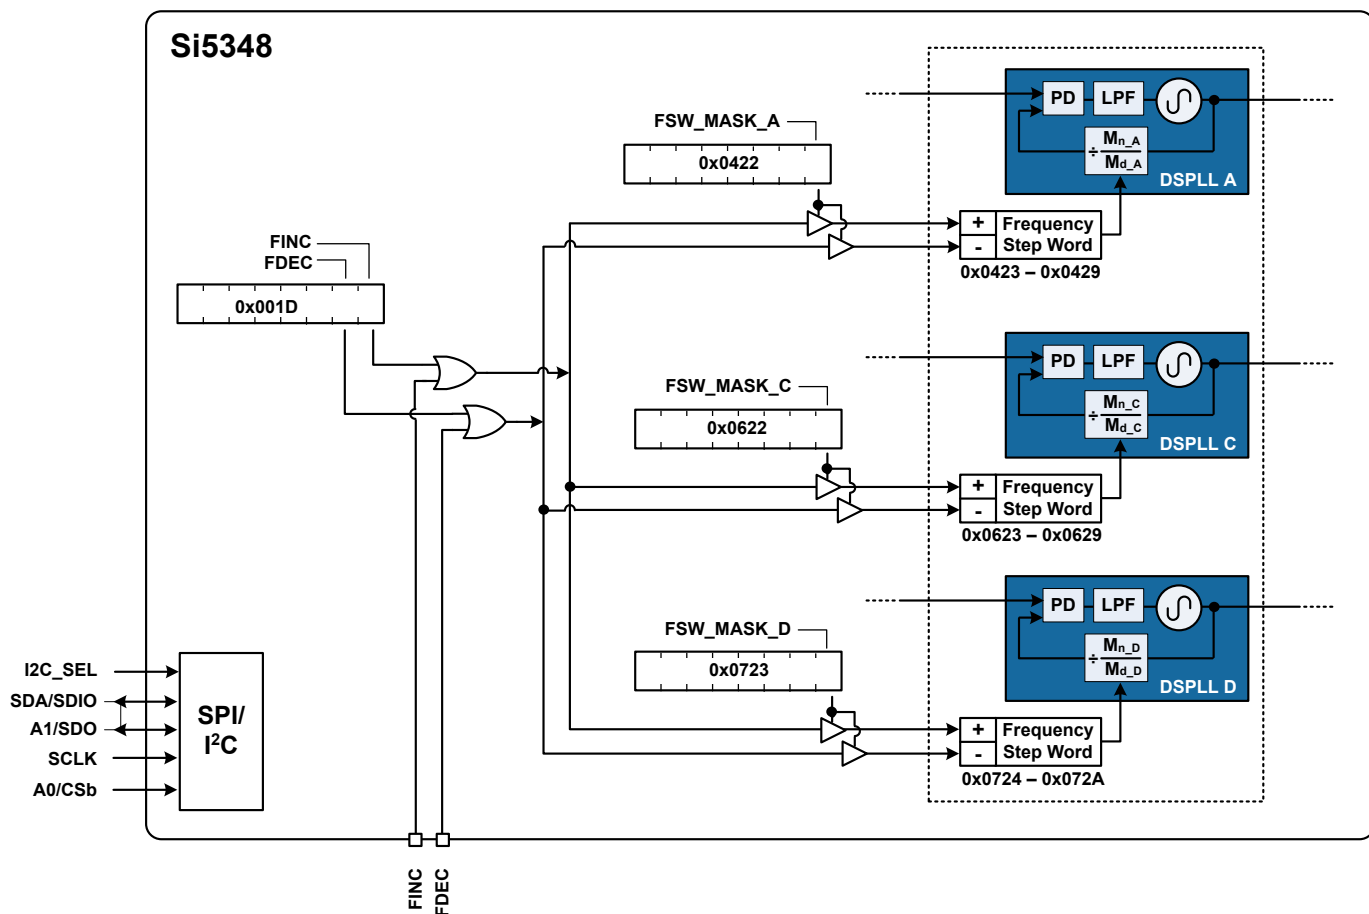 Si5348
FSW_MASK_A
0x0422
PD
LPF
÷
Mn_A
Md_A
DSPLL A
+
-
Frequency
Step Word
0x0423 – 0x0429
FINC
FDEC
0x001D
FSW_MASK_C
0x0622
PD
LPF
÷
Mn_C
Md_C
DSPLL C
+
-
Frequency
Step Word
0x0623 – 0x0629
FSW_MASK_D
0x0723
PD
LPF
÷
Mn_D
Md_D
DSPLL D
+
-
Frequency
Step Word
0x0724 – 0x072A
I2C_SEL
SDA/SDIO
A1/SDO
SCLK
A0/CSb
SPI/
I²C
FINC
FDEC